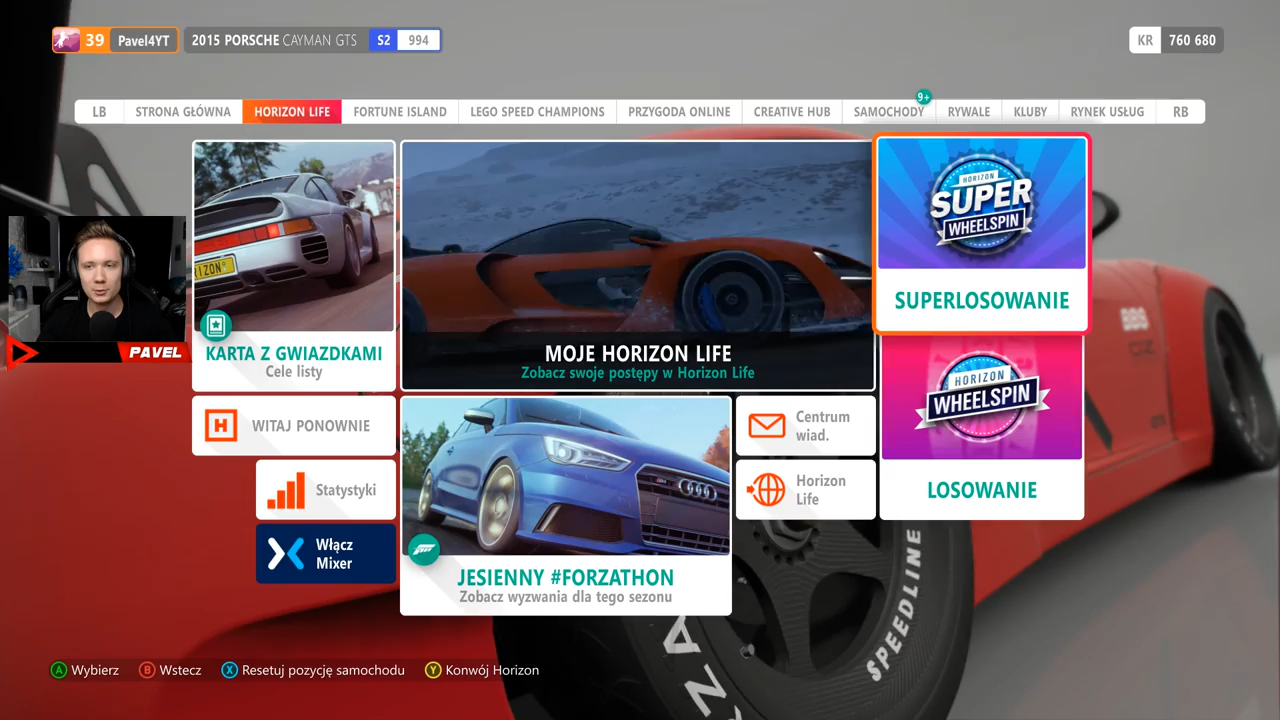 39 Pavel4YT 2015 PORSCHE CAYMAN GTS S2 994 KR 760 680
LB STRONA GŁÓWNA HORIZON LIFE FORTUNE ISLAND LEGO SPEED CHAMPIONS PRZYGODA ONLINE CREATIVE HUB SAMOCHODY 9+ RYWALE KLUBY RYNEK USŁUG RB
HORIZON
SUPER
WHEELSPIN
SUPERLOSOWANIE
RIZON
PAVEL
KARTA Z GWIAZDKAMI
Cele listy
MOJE HORIZON LIFE
Zobacz swoje postępy w Horizon Life
BBS
HORIZON
WHEELSPIN
LOSOWANIE
H WITAJ PONOWNIE
Statystyki
Włącz
Mixer
Centrum
wiad.
Horizon
Life
JESIENNY #FORZATHON
Zobacz wyzwania dla tego sezonu
SPEEDLINE
ZA
A Wybierz B Wstecz X Resetuj pozycję samochodu Y Konwój Horizon